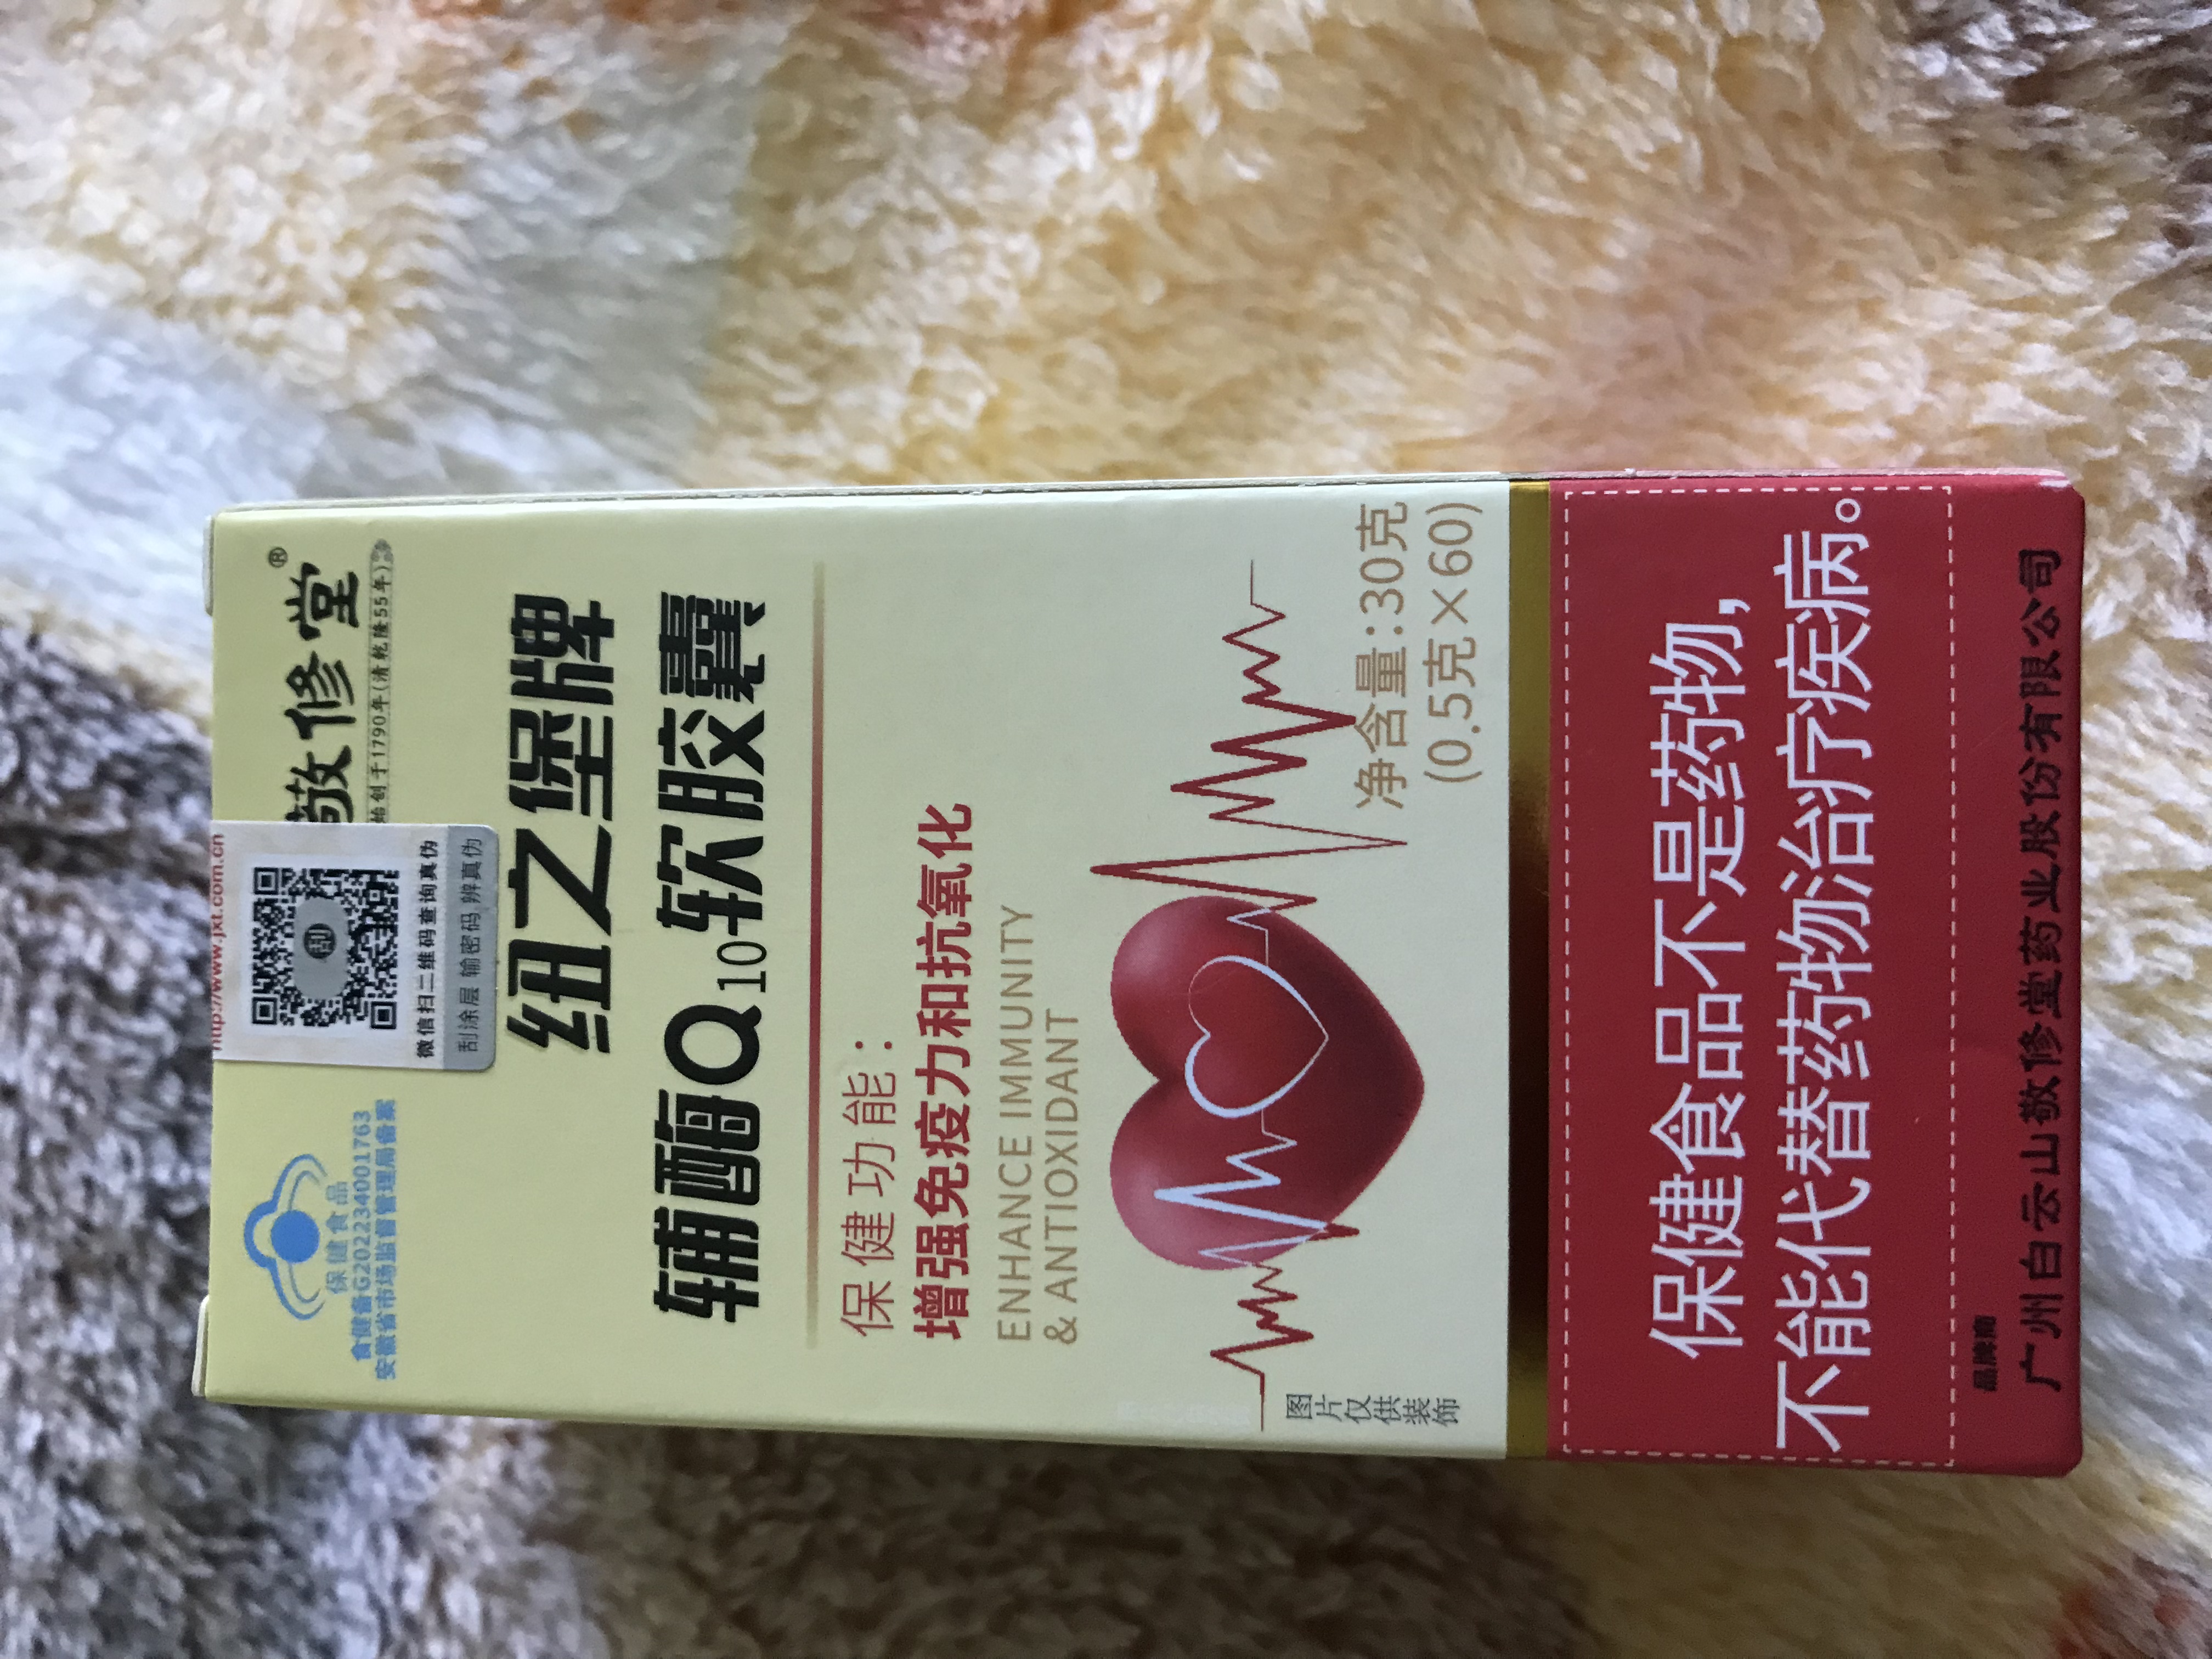 保健食品
食健备G202234001763
安徽省市场监督管理局备案
http://www.jxt.com.cn
刮
微信扫二维码查询真伪
刮涂层 输密码 辨真伪
敬修堂®
始创于1790年(清乾隆55年)
纽之堡牌
辅酶Q10软胶囊
保健功能：
增强免疫力和抗氧化
ENHANCE IMMUNITY
& ANTIOXIDANT
净含量:30克
(0.5克×60)
图片仅供装饰
保健食品不是药物，
不能代替药物治疗疾病。
品牌商
广州白云山敬修堂药业股份有限公司